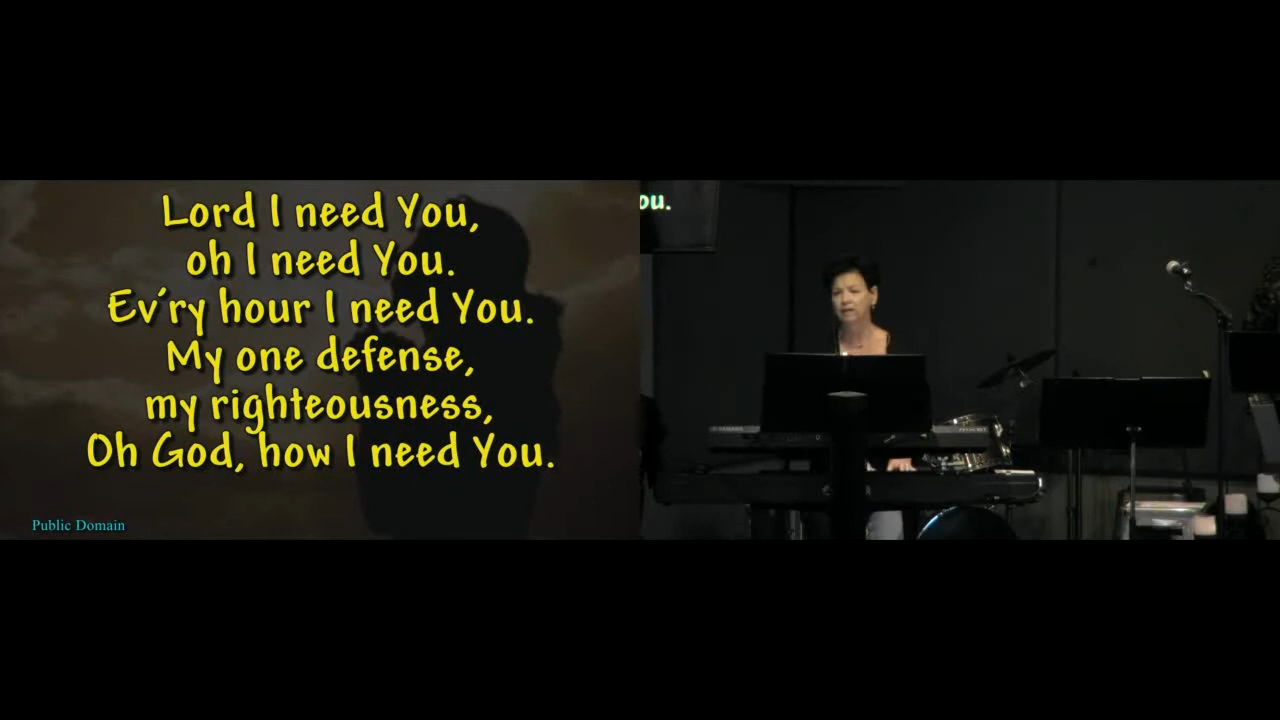 Lord I need You,
oh I need You.
Ev'ry hour I need You.
My one defense,
my righteousness,
Oh God, how I need You.
Public Domain
ou.
YAMAHA